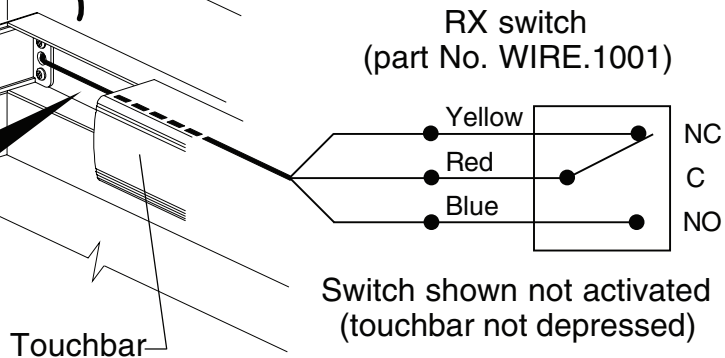 RX switch
(part No. WIRE.1001)
Yellow
NC
Red
C
Blue
NO
Switch shown not activated
(touchbar not depressed)
Touchbar